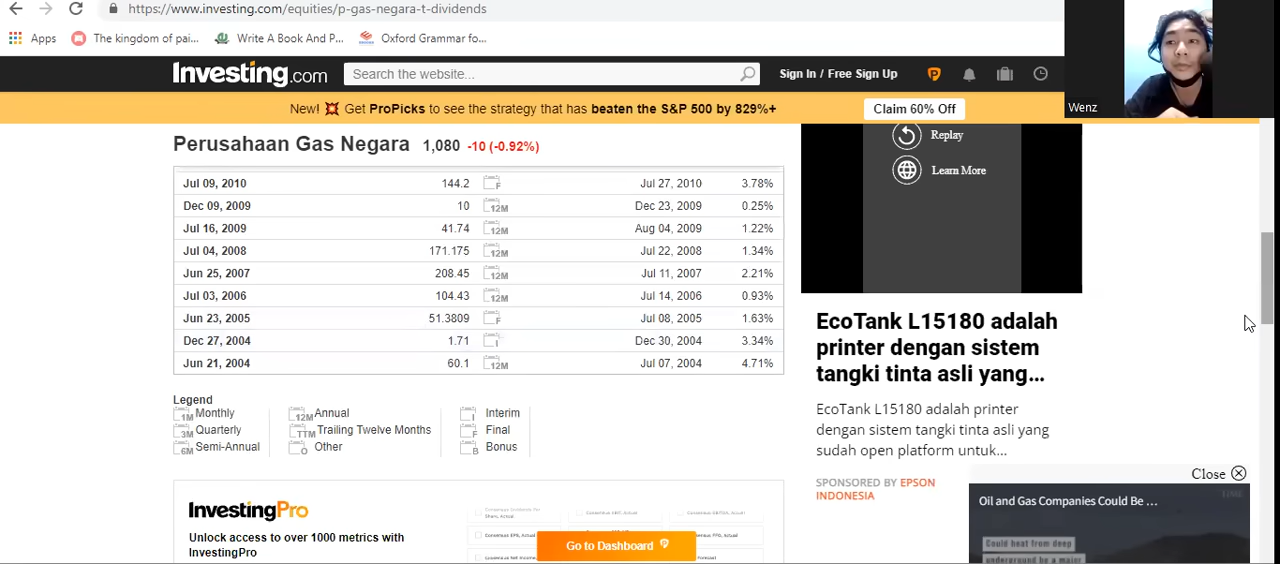 https://www.investing.com/equities/p-gas-negara-t-dividends
Apps The kingdom of pai... Write A Book And P... Oxford Grammar fo...
Investing.com Search the website... Sign In / Free Sign Up
Wenz
New! Get ProPicks to see the strategy that has beaten the S&P 500 by 829%+ Claim 60% Off
Perusahaan Gas Negara 1,080 -10 (-0.92%)
Jul 09, 2010 144.2 F Jul 27, 2010 3.78%
Dec 09, 2009 10 12M Dec 23, 2009 0.25%
Jul 16, 2009 41.74 12M Aug 04, 2009 1.22%
Jul 04, 2008 171.175 12M Jul 22, 2008 1.34%
Jun 25, 2007 208.45 12M Jul 11, 2007 2.21%
Jul 03, 2006 104.43 12M Jul 14, 2006 0.93%
Jun 23, 2005 51.3809 F Jul 08, 2005 1.63%
Dec 27, 2004 1.71 I Dec 30, 2004 3.34%
Jun 21, 2004 60.1 12M Jul 07, 2004 4.71%
Legend
1M Monthly 12M Annual I Interim
3M Quarterly TTM Trailing Twelve Months F Final
6M Semi-Annual O Other B Bonus
InvestingPro
Unlock access to over 1000 metrics with
InvestingPro
Go to Dashboard
Replay
Learn More
EcoTank L15180 adalah
printer dengan sistem
tangki tinta asli yang...
EcoTank L15180 adalah printer
dengan sistem tangki tinta asli yang
sudah open platform untuk...
SPONSORED BY EPSON
INDONESIA
Close
Oil and Gas Companies Could Be ...
TIME
Could heat from deep
underground be a major